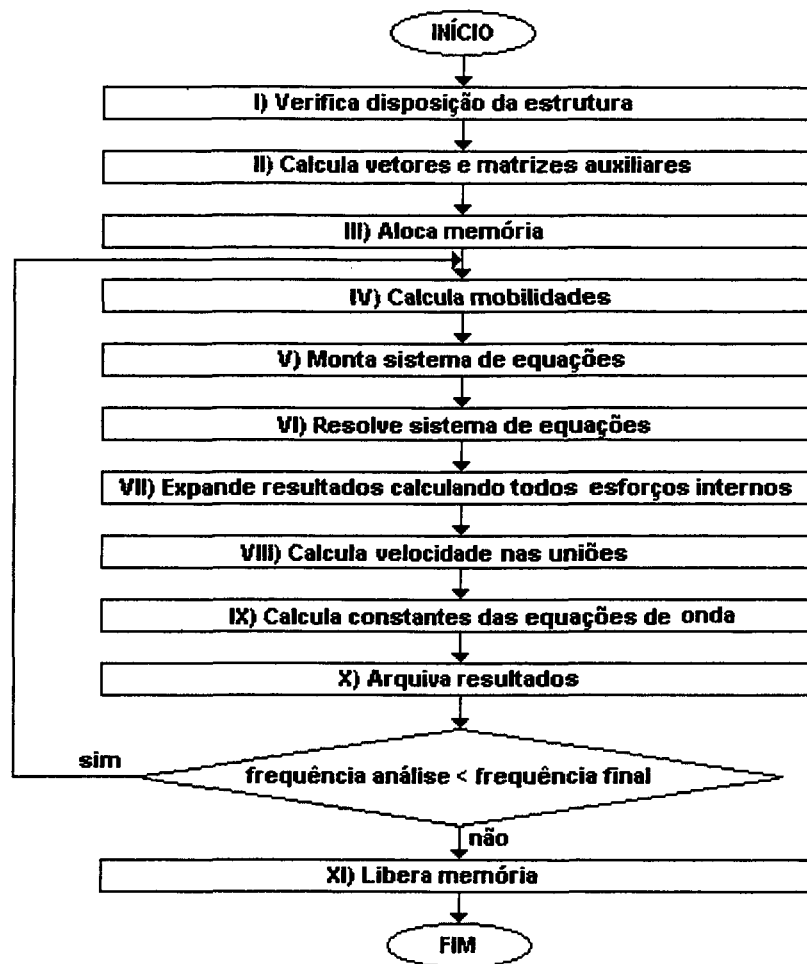 INÍCIO
I) Verifica disposição da estrutura
II) Calcula vetores e matrizes auxiliares
III) Aloca memória
IV) Calcula mobilidades
V) Monta sistema de equações
VI) Resolve sistema de equações
VII) Expande resultados calculando todos esforços internos
VIII) Calcula velocidade nas uniões
IX) Calcula constantes das equações de onda
X) Arquiva resultados
sim
frequência análise < frequência final
não
XI) Libera memória
FIM